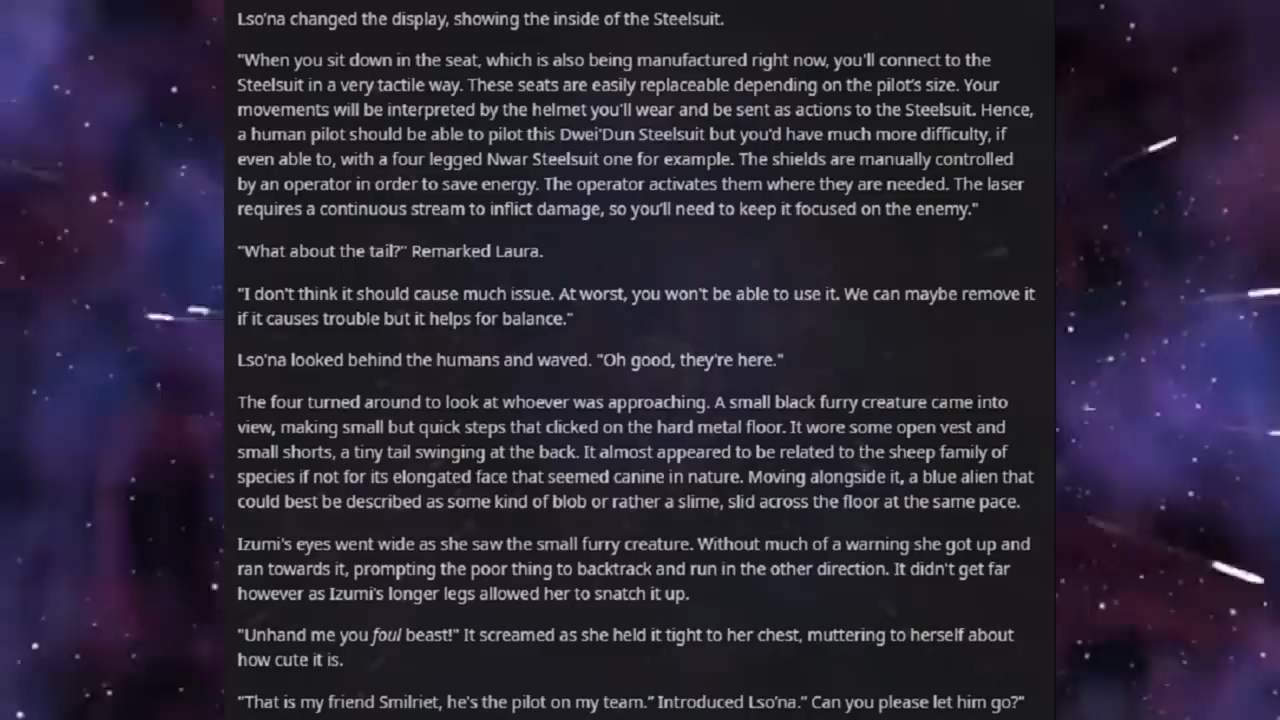 Lso'na changed the display, showing the inside of the Steelsuit.
"When you sit down in the seat, which is also being manufactured right now, you'll connect to the
Steelsuit in a very tactile way. These seats are easily replaceable depending on the pilot's size. Your
movements will be interpreted by the helmet you'll wear and be sent as actions to the Steelsuit. Hence,
a human pilot should be able to pilot this Dwei'Dun Steelsuit but you'd have much more difficulty, if
even able to, with a four legged Nwar Steelsuit one for example. The shields are manually controlled
by an operator in order to save energy. The operator activates them where they are needed. The laser
requires a continuous stream to inflict damage, so you'll need to keep it focused on the enemy."
"What about the tail?" Remarked Laura.
"I don't think it should cause much issue. At worst, you won't be able to use it. We can maybe remove it
if it causes trouble but it helps for balance."
Lso'na looked behind the humans and waved. "Oh good, they're here."
The four turned around to look at whoever was approaching. A small black furry creature came into
view, making small but quick steps that clicked on the hard metal floor. It wore some open vest and
small shorts, a tiny tail swinging at the back. It almost appeared to be related to the sheep family of
species if not for its elongated face that seemed canine in nature. Moving alongside it, a blue alien that
could best be described as some kind of blob or rather a slime, slid across the floor at the same pace.
Izumi's eyes went wide as she saw the small furry creature. Without much of a warning she got up and
ran towards it, prompting the poor thing to backtrack and run in the other direction. It didn't get far
however as Izumi's longer legs allowed her to snatch it up.
"Unhand me you foul beast!" It screamed as she held it tight to her chest, muttering to herself about
how cute it is.
"That is my friend Smilriet, he's the pilot on my team." Introduced Lso'na." Can you please let him go?"